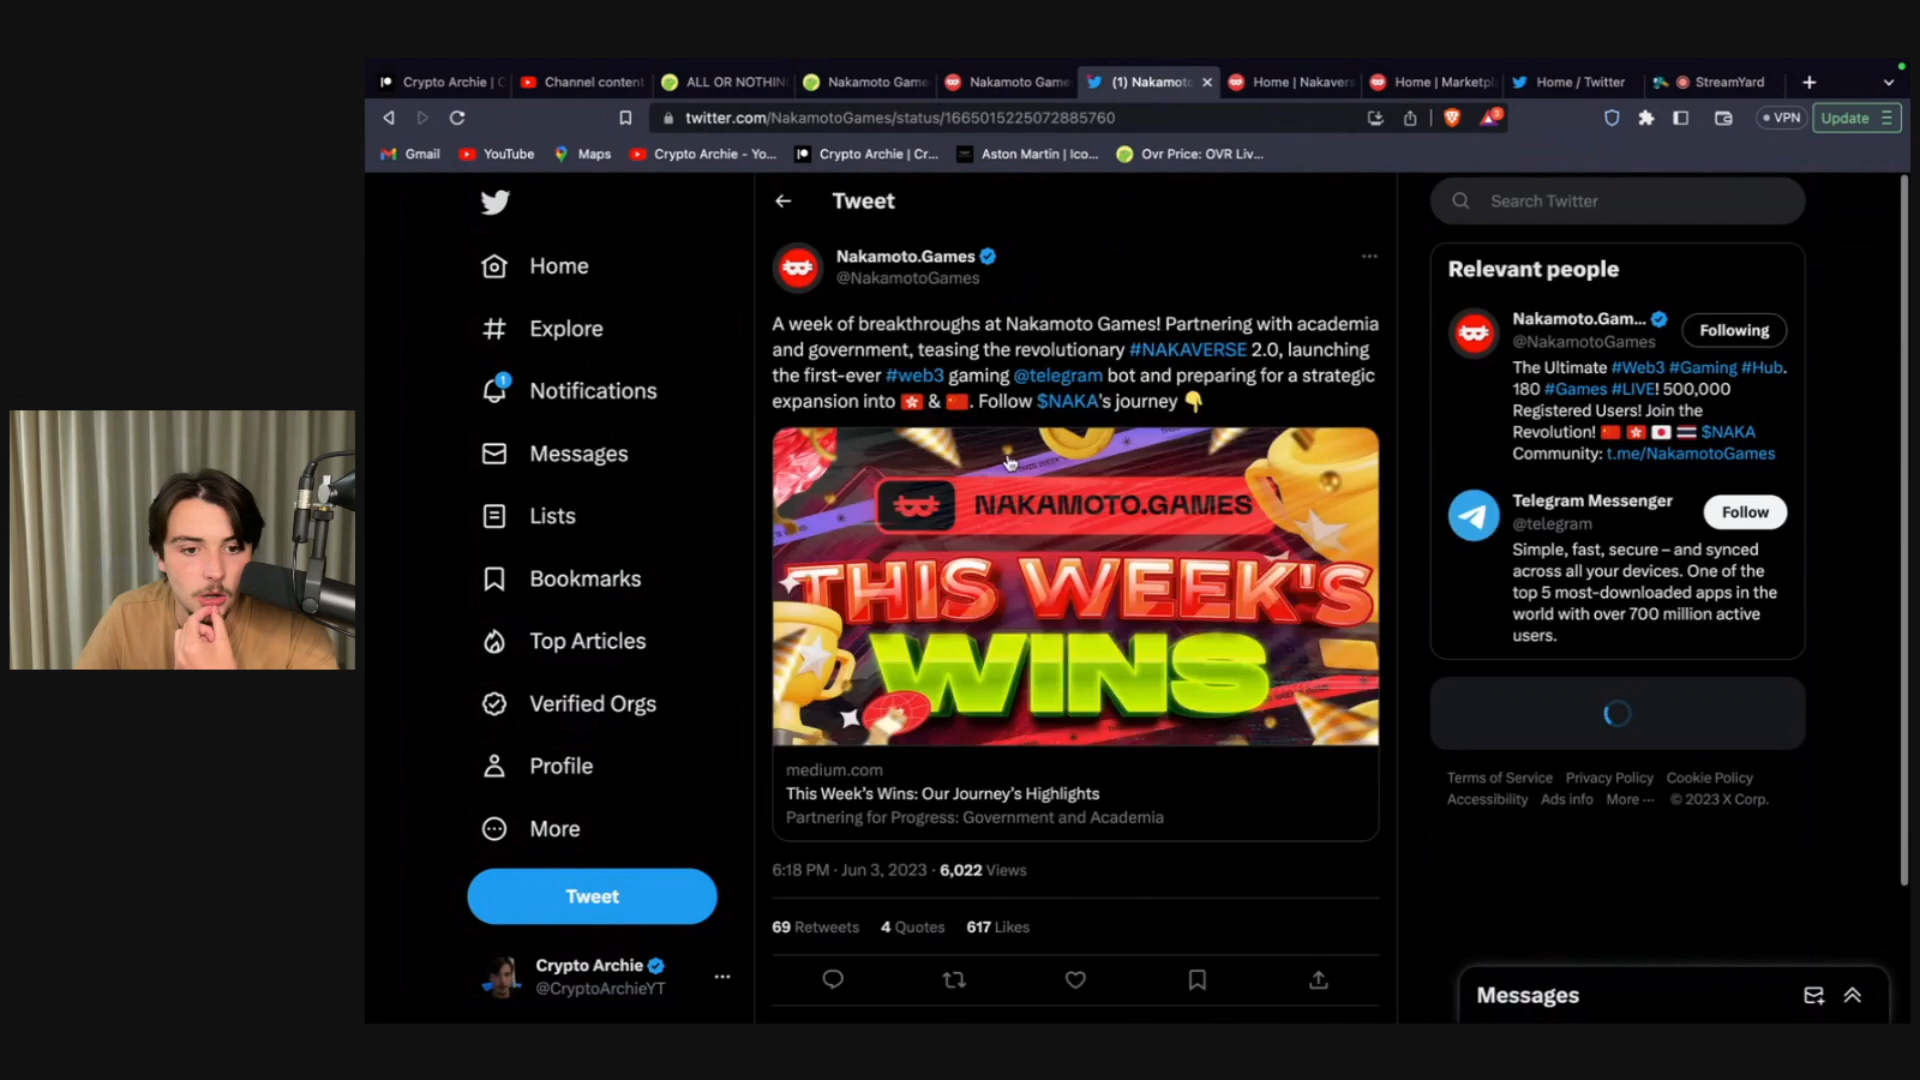 Crypto Archie | C
Channel content
ALL OR NOTHIN
Nakamoto Game
Nakamoto Game
(1) Nakamoto
Home | Nakavers
Home | Marketpl
Home / Twitter
StreamYard
twitter.com/NakamotoGames/status/1665015225072885760
VPN
Update
Gmail
YouTube
Maps
Crypto Archie - Yo...
Crypto Archie | Cr...
Aston Martin | Ico...
Ovr Price: OVR Liv...
Home
Explore
1
Notifications
Messages
Lists
Bookmarks
Top Articles
Verified Orgs
Profile
More
Tweet
Crypto Archie
@CryptoArchieYT
Tweet
Nakamoto.Games
@NakamotoGames
A week of breakthroughs at Nakamoto Games! Partnering with academia
and government, teasing the revolutionary #NAKAVERSE 2.0, launching
the first-ever #web3 gaming @telegram bot and preparing for a strategic
expansion into 🇭🇰 & 🇨🇳. Follow $NAKA's journey 👇
NAKAMOTO.GAMES
THIS WEEK'S
WINS
medium.com
This Week's Wins: Our Journey's Highlights
Partnering for Progress: Government and Academia
6:18 PM · Jun 3, 2023 · 6,022 Views
69 Retweets 4 Quotes 617 Likes
Search Twitter
Relevant people
Nakamoto.Gam...
@NakamotoGames
Following
The Ultimate #Web3 #Gaming #Hub.
180 #Games #LIVE! 500,000
Registered Users! Join the
Revolution! 🇨🇳 🇭🇰 🇯🇵 🇹🇭 $NAKA
Community: t.me/NakamotoGames
Telegram Messenger
@telegram
Follow
Simple, fast, secure – and synced
across all your devices. One of the
top 5 most-downloaded apps in the
world with over 700 million active
users.
Terms of Service Privacy Policy Cookie Policy
Accessibility Ads info More ··· © 2023 X Corp.
Messages